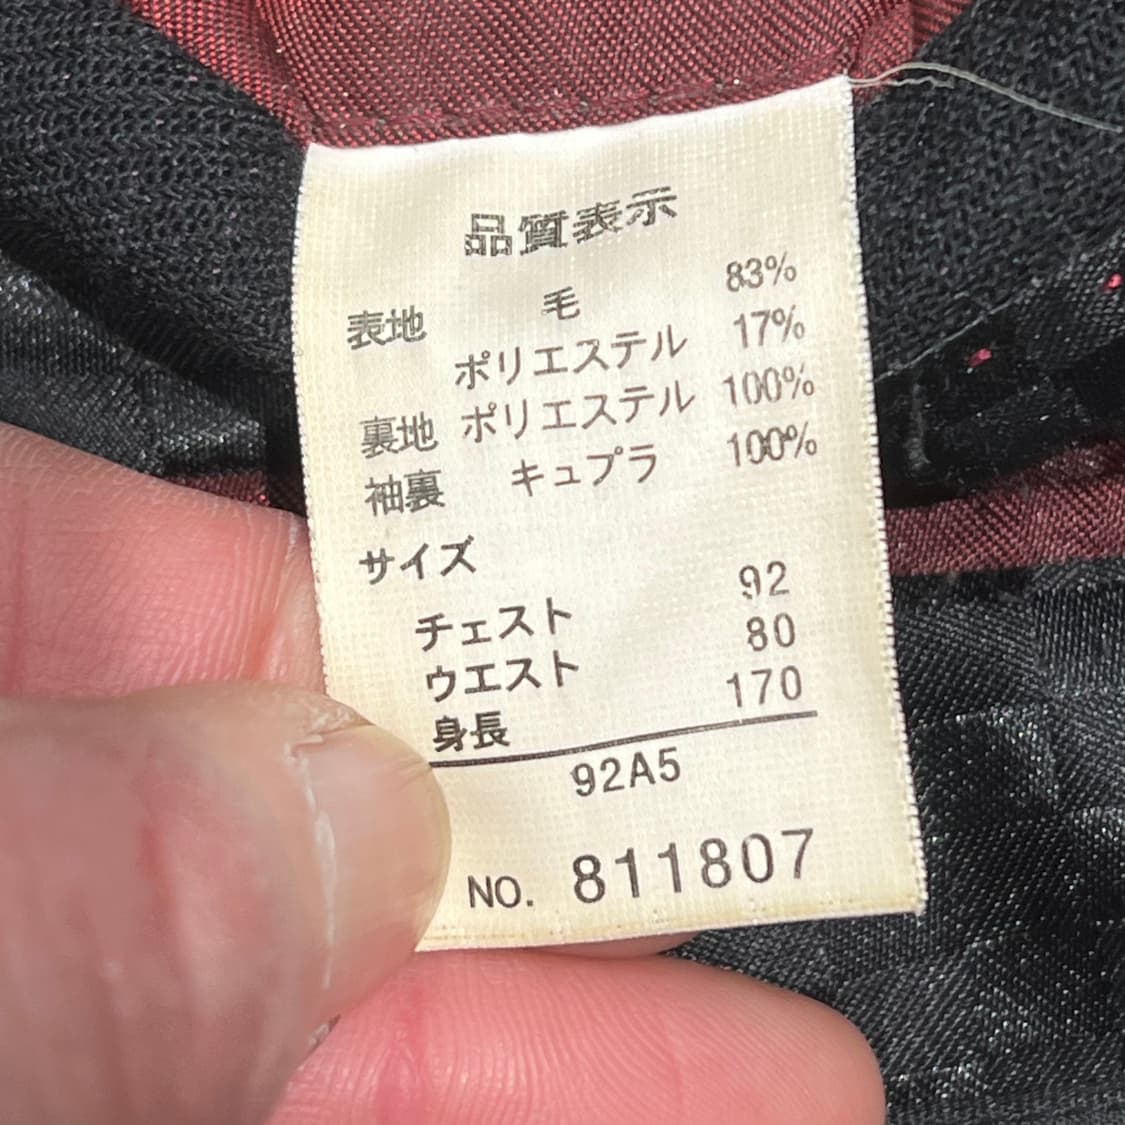 品質表示
表地 毛 83%
ポリエステル 17%
裏地 ポリエステル 100%
袖裏 キュプラ 100%
サイズ
チェスト 92
ウエスト 80
身長 170
92A5
NO. 811807